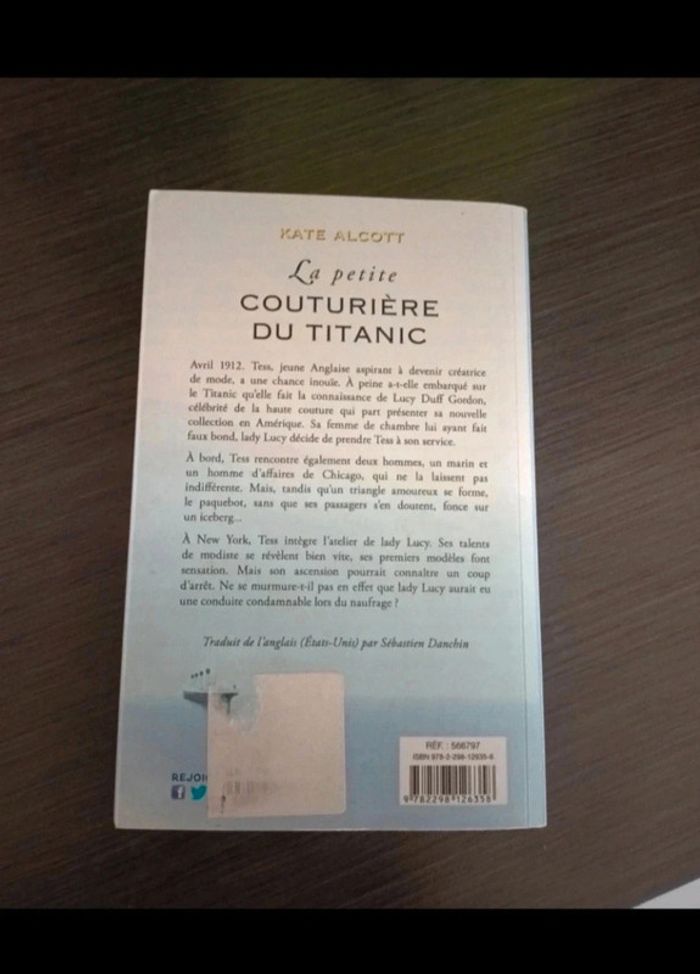 KATE ALCOTT
La petite
COUTURIÈRE
DU TITANIC
Avril 1912. Tess, jeune Anglaise aspirant à devenir créatrice
de mode, a une chance inouïe. À peine a-t-elle embarqué sur
le Titanic qu'elle fait la connaissance de Lucy Duff Gordon,
célébrité de la haute couture qui part présenter sa nouvelle
collection en Amérique. Sa femme de chambre lui ayant fait
faux bond, lady Lucy décide de prendre Tess à son service.
À bord, Tess rencontre également deux hommes, un marin et
un homme d'affaires de Chicago, qui ne la laissent pas
indifférente. Mais, tandis qu'un triangle amoureux se forme,
le paquebot, sans que ses passagers s'en doutent, fonce sur
un iceberg...
À New York, Tess intègre l'atelier de lady Lucy. Ses talents
de modiste se révèlent bien vite, ses premiers modèles font
sensation. Mais son ascension pourrait connaître un coup
d'arrêt. Ne se murmure-t-il pas en effet que lady Lucy aurait eu
une conduite condamnable lors du naufrage ?
Traduit de l'anglais (États-Unis) par Sébastien Danchin
RÉF. : 566797
REJOI